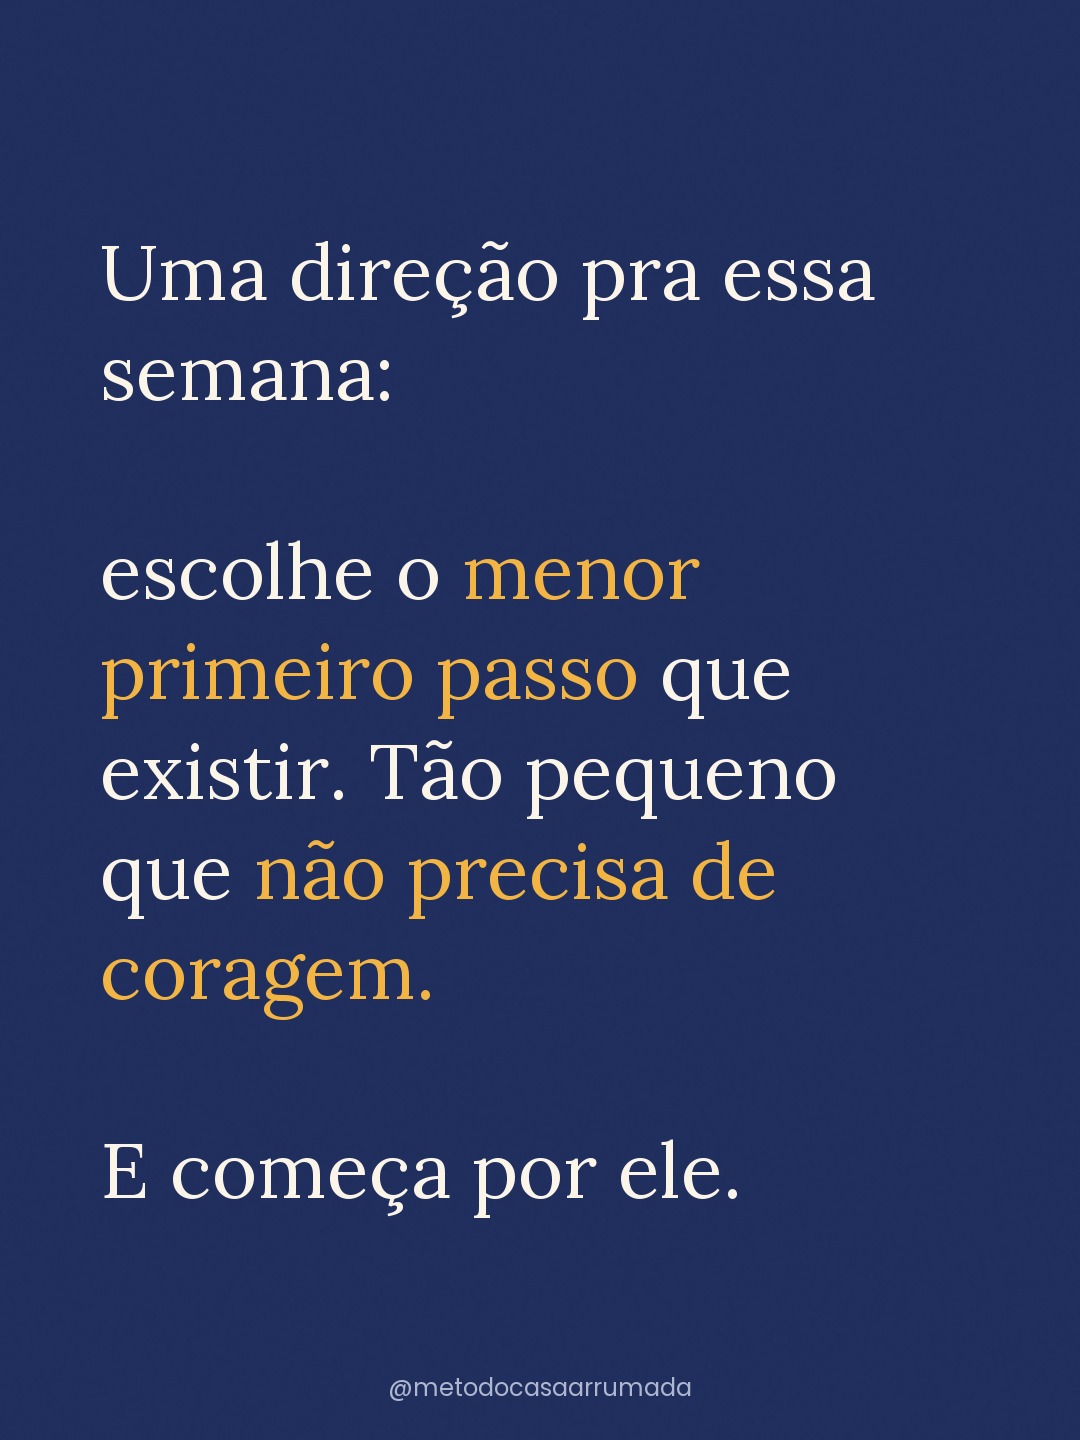 Uma direção pra essa
semana:
escolhe o menor
primeiro passo que
existir. Tão pequeno
que não precisa de
coragem.
E começa por ele.
@metodocasaarrumada